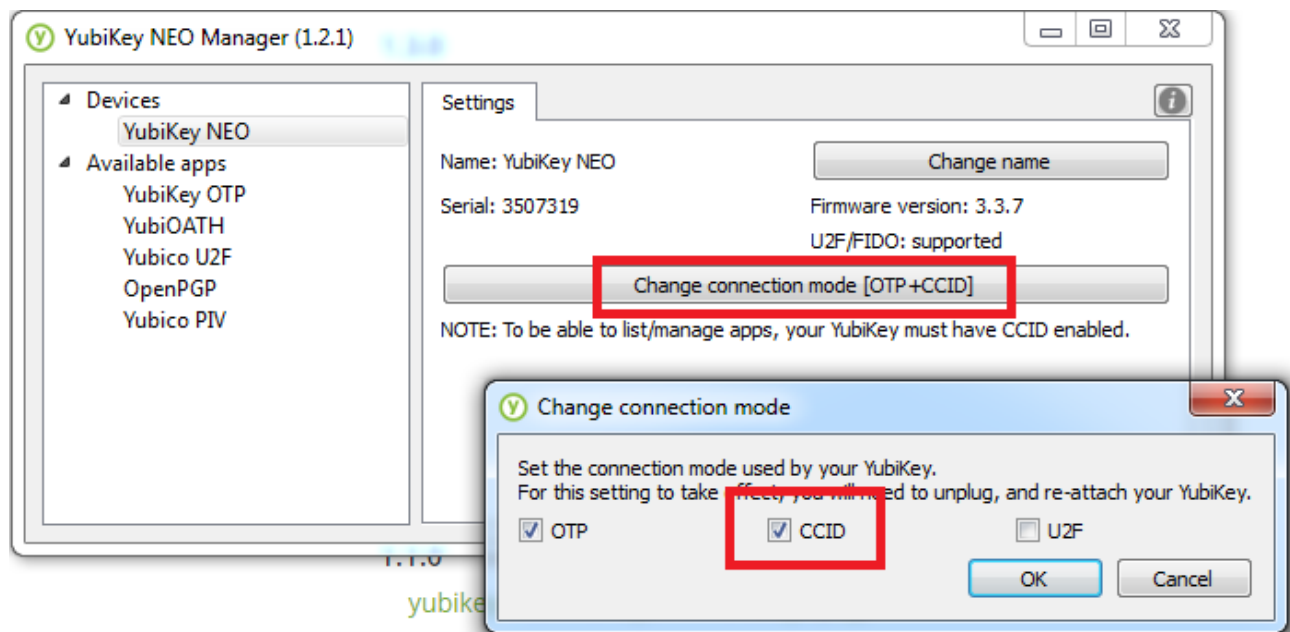 YubiKey NEO Manager (1.2.1)
Devices
YubiKey NEO
Available apps
YubiKey OTP
YubiOATH
Yubico U2F
OpenPGP
Yubico PIV
Settings
Name: YubiKey NEO
Change name
Serial: 3507319
Firmware version: 3.3.7
U2F/FIDO: supported
Change connection mode [OTP+CCID]
NOTE: To be able to list/manage apps, your YubiKey must have CCID enabled.
Change connection mode
Set the connection mode used by your YubiKey.
For this setting to take effect, you will need to unplug, and re-attach your YubiKey.
OTP
CCID
U2F
OK
Cancel
1.1.0
yubike